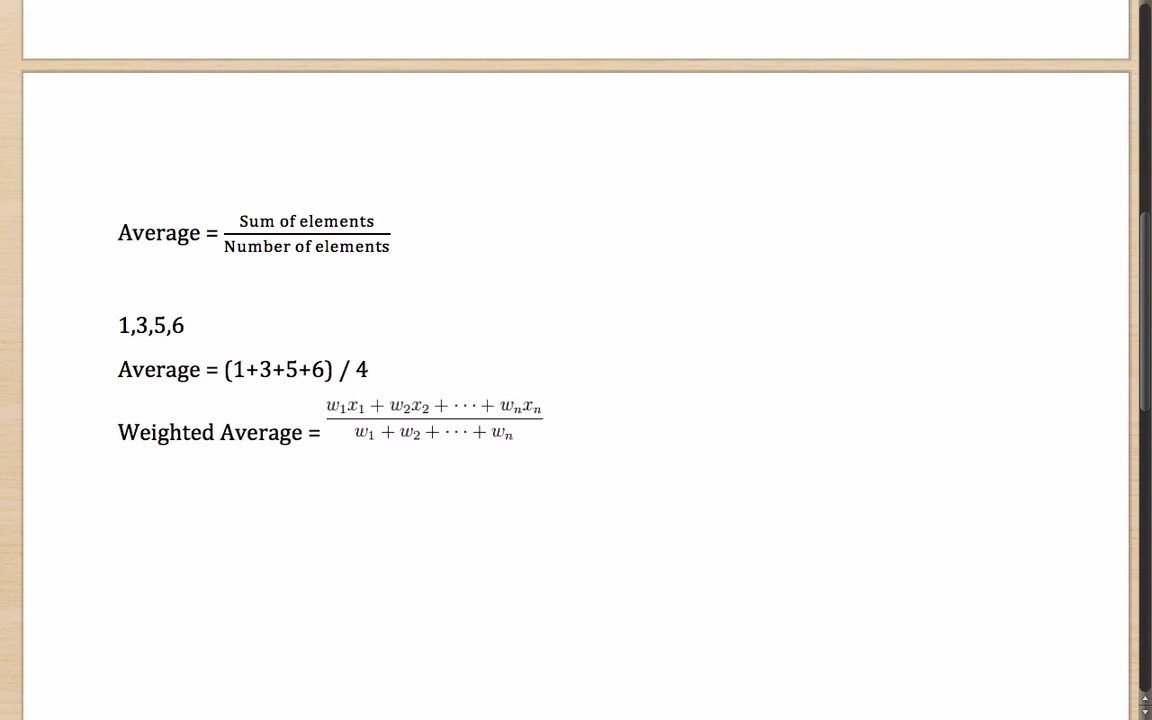 Average = Sum of elements / Number of elements
1,3,5,6
Average = (1+3+5+6) / 4
Weighted Average = w₁x₁ + w₂x₂ + ··· + wₙxₙ / w₁ + w₂ + ··· + wₙ